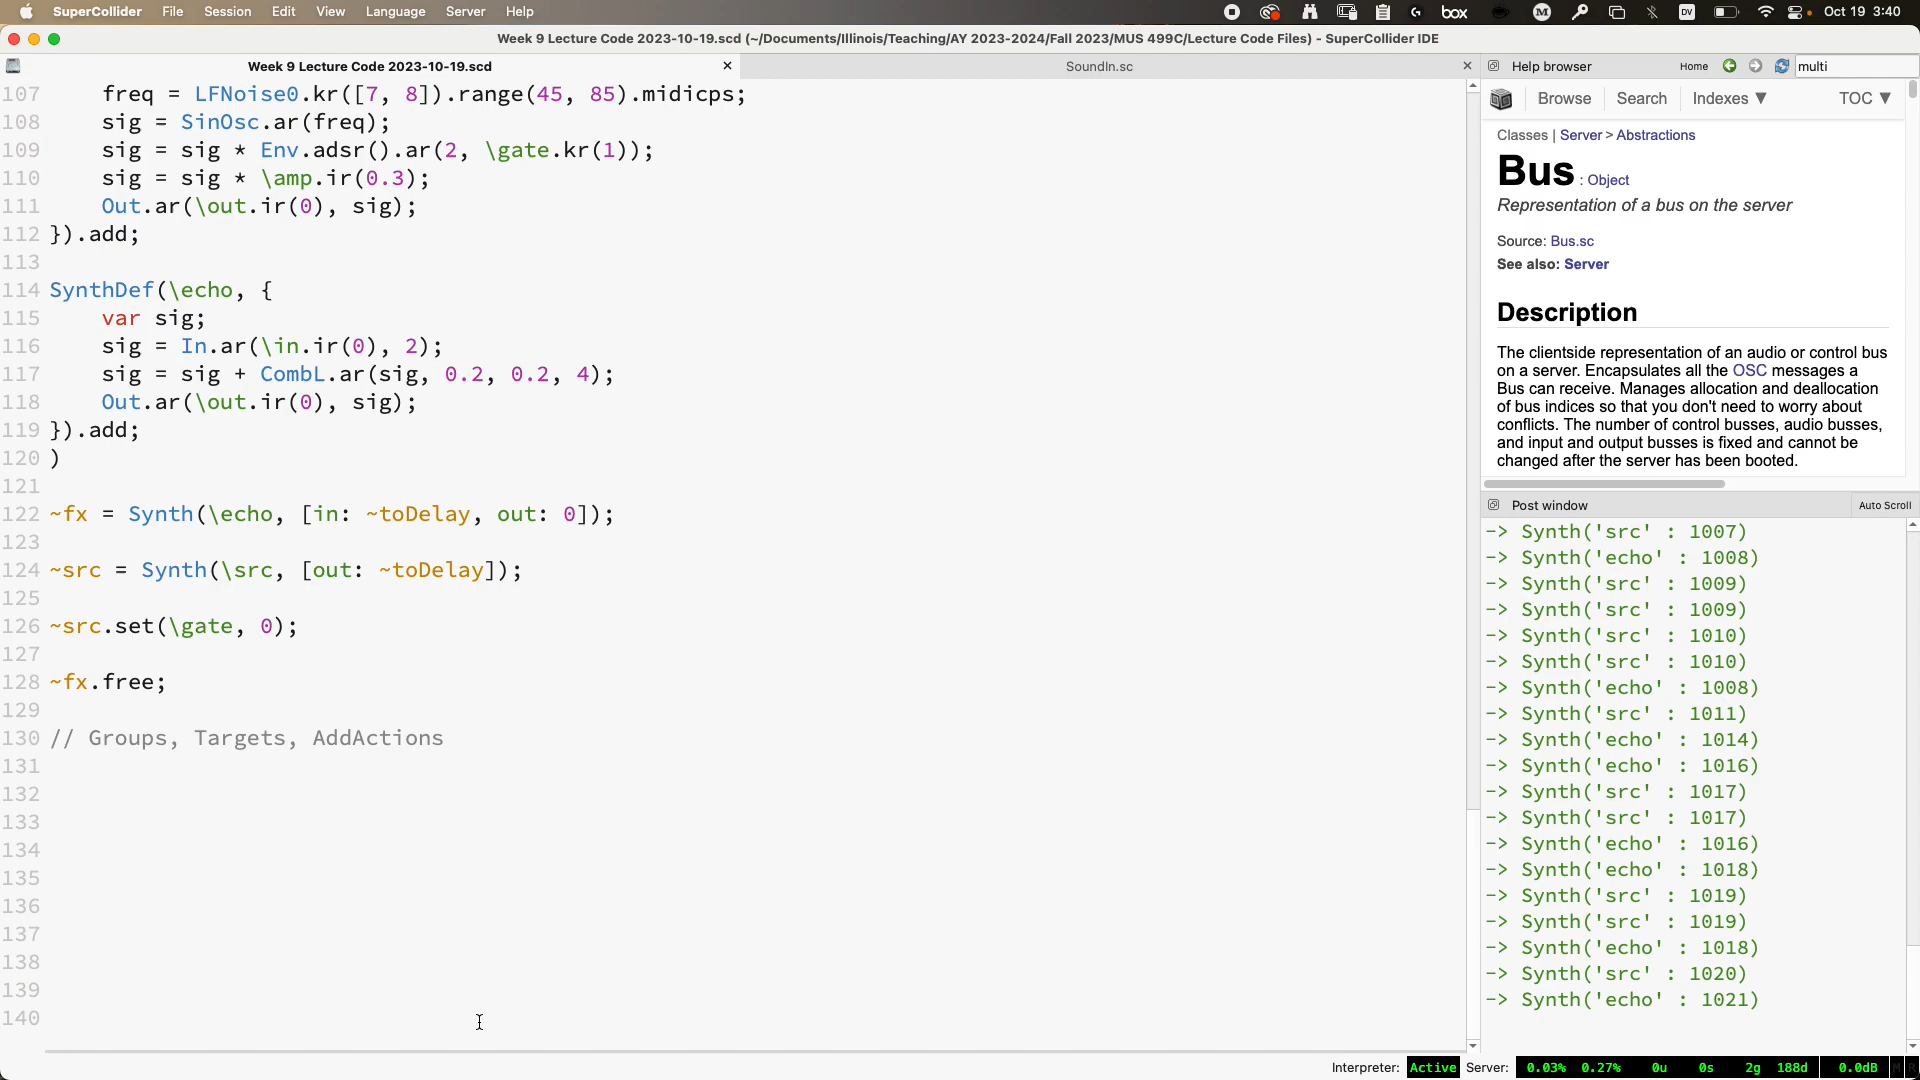 SuperCollider File Session Edit View Language Server Help box DV Oct 19 3:40
Week 9 Lecture Code 2023-10-19.scd (~/Documents/Illinois/Teaching/AY 2023-2024/Fall 2023/MUS 499C/Lecture Code Files) - SuperCollider IDE
Week 9 Lecture Code 2023-10-19.scd
SoundIn.sc
107 freq = LFNoise0.kr([7, 8]).range(45, 85).midicps;
108 sig = SinOsc.ar(freq);
109 sig = sig * Env.adsr().ar(2, \gate.kr(1));
110 sig = sig * \amp.ir(0.3);
111 Out.ar(\out.ir(0), sig);
112 }).add;
113
114 SynthDef(\echo, {
115 var sig;
116 sig = In.ar(\in.ir(0), 2);
117 sig = sig + CombL.ar(sig, 0.2, 0.2, 4);
118 Out.ar(\out.ir(0), sig);
119 }).add;
120 )
121
122 ~fx = Synth(\echo, [in: ~toDelay, out: 0]);
123
124 ~src = Synth(\src, [out: ~toDelay]);
125
126 ~src.set(\gate, 0);
127
128 ~fx.free;
129
130 // Groups, Targets, AddActions
131
132
133
134
135
136
137
138
139
140
Help browser Home multi
Browse Search Indexes ▼ TOC ▼
Classes | Server > Abstractions
Bus : Object
Representation of a bus on the server
Source: Bus.sc
See also: Server
Description
The clientside representation of an audio or control bus
on a server. Encapsulates all the OSC messages a
Bus can receive. Manages allocation and deallocation
of bus indices so that you don't need to worry about
conflicts. The number of control busses, audio busses,
and input and output busses is fixed and cannot be
changed after the server has been booted.
Post window Auto Scroll
-> Synth('src' : 1007)
-> Synth('echo' : 1008)
-> Synth('src' : 1009)
-> Synth('src' : 1009)
-> Synth('src' : 1010)
-> Synth('src' : 1010)
-> Synth('echo' : 1008)
-> Synth('src' : 1011)
-> Synth('echo' : 1014)
-> Synth('echo' : 1016)
-> Synth('src' : 1017)
-> Synth('src' : 1017)
-> Synth('echo' : 1016)
-> Synth('echo' : 1018)
-> Synth('src' : 1019)
-> Synth('src' : 1019)
-> Synth('echo' : 1018)
-> Synth('src' : 1020)
-> Synth('echo' : 1021)
Interpreter: Active Server: 0.03% 0.27% 0u 0s 2g 188d 0.0dB M R